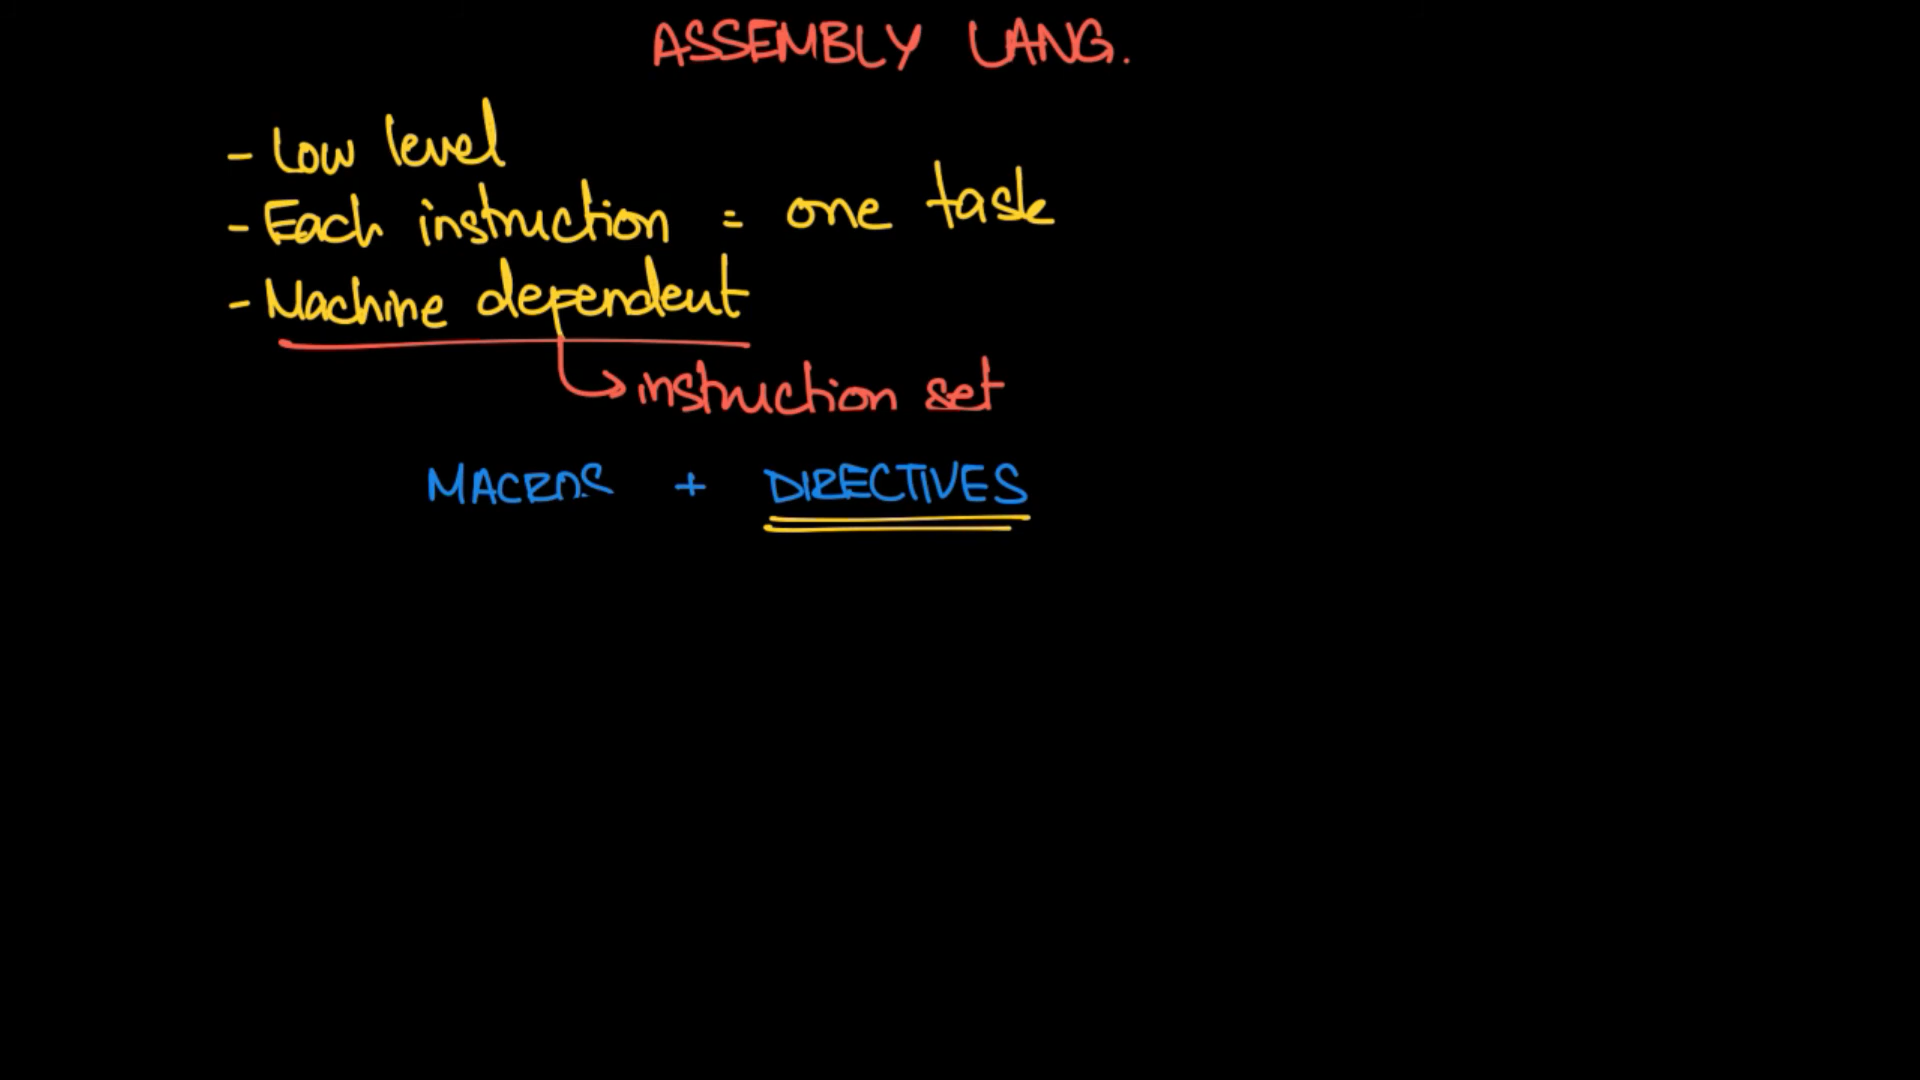 ASSEMBLY LANG.
- Low level
- Each instruction = one task
- Machine dependent
instruction set
MACROS + DIRECTIVES